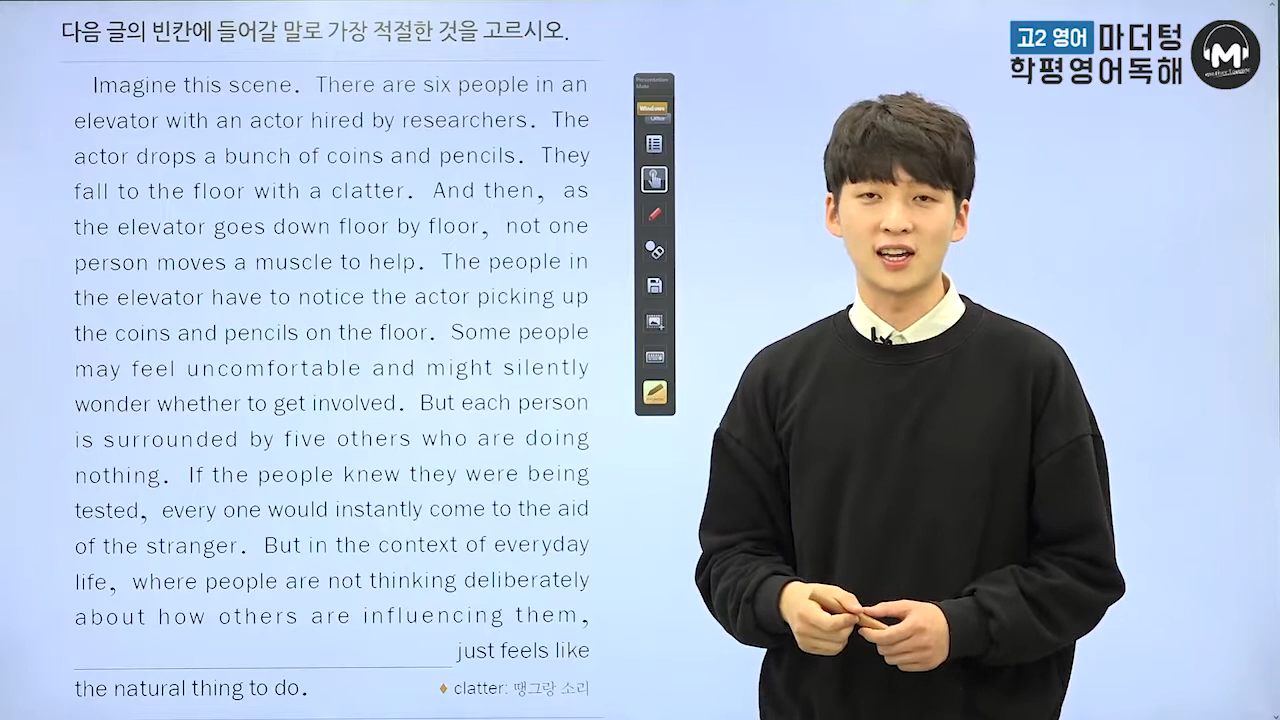 다음 글의 빈칸에 들어갈 말로 가장 적절한 것을 고르시오.
Imagine this scene. There are six people in an
elevator with an actor hired by researchers. The
actor drops a bunch of coins and pencils. They
fall to the floor with a clatter. And then, as
the elevator goes down floor by floor, not one
person moves a muscle to help. The people in
the elevator have to notice the actor picking up
the coins and pencils on the floor. Some people
may feel uncomfortable and might silently
wonder whether to get involved. But each person
is surrounded by five others who are doing
nothing. If the people knew they were being
tested, every one would instantly come to the aid
of the stranger. But in the context of everyday
life, where people are not thinking deliberately
about how others are influencing them,
just feels like
the natural thing to do.
♦ clatter: 땡그랑 소리
Presentation
Mate
Windows
Office
고2 영어 마더텅
학평영어독해
M